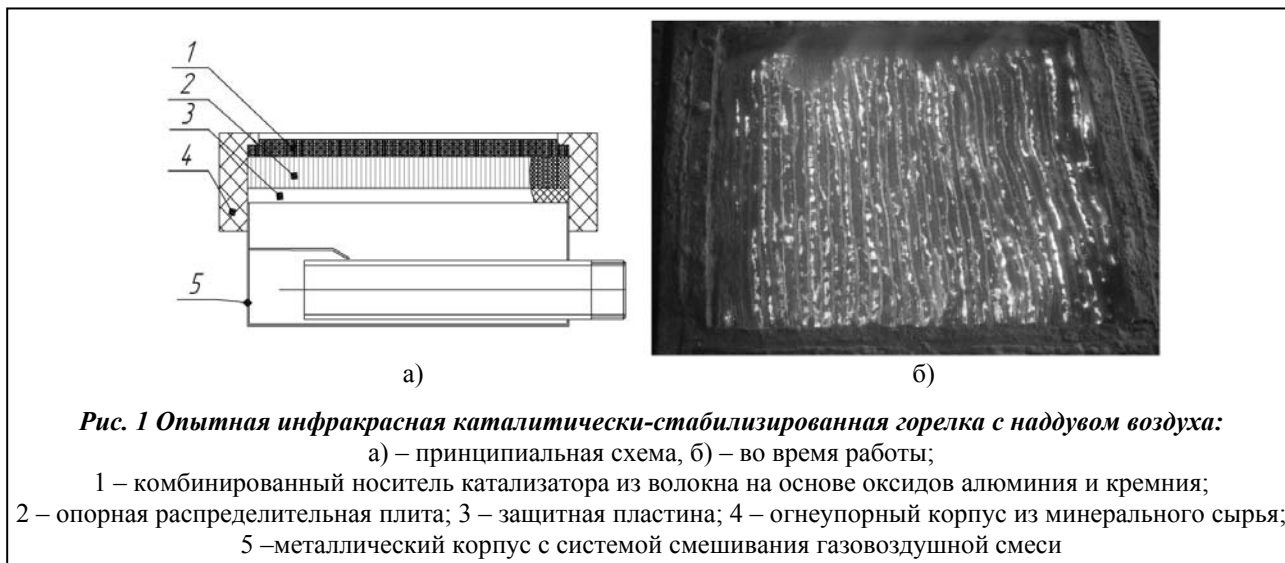 1
2
3
4
5
а)
б)
Рис. 1 Опытная инфракрасная каталитически-стабилизированная горелка с наддувом воздуха:
а) – принципиальная схема, б) – во время работы;
1 – комбинированный носитель катализатора из волокна на основе оксидов алюминия и кремния;
2 – опорная распределительная плита; 3 – защитная пластина; 4 – огнеупорный корпус из минерального сырья;
5 –металлический корпус с системой смешивания газовоздушной смеси